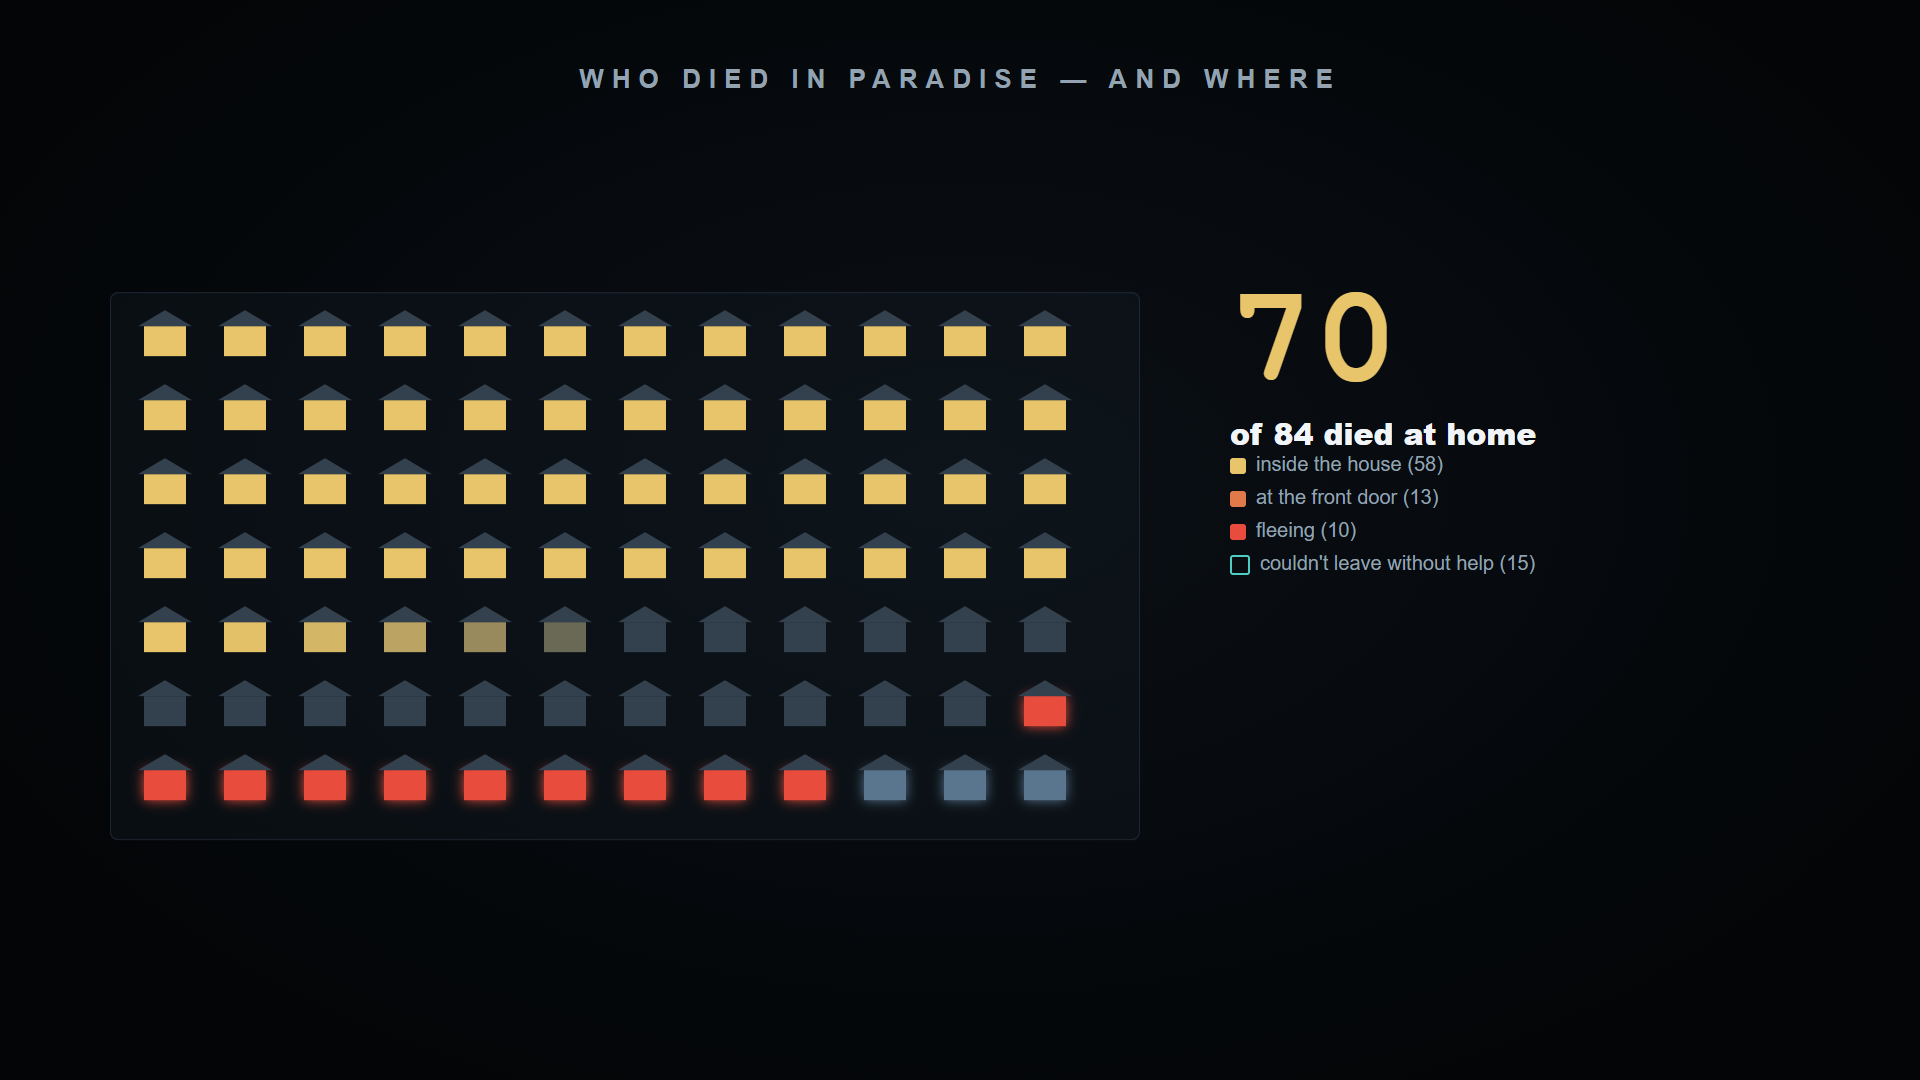 WHO DIED IN PARADISE — AND WHERE
70
of 84 died at home
inside the house (58)
at the front door (13)
fleeing (10)
couldn't leave without help (15)